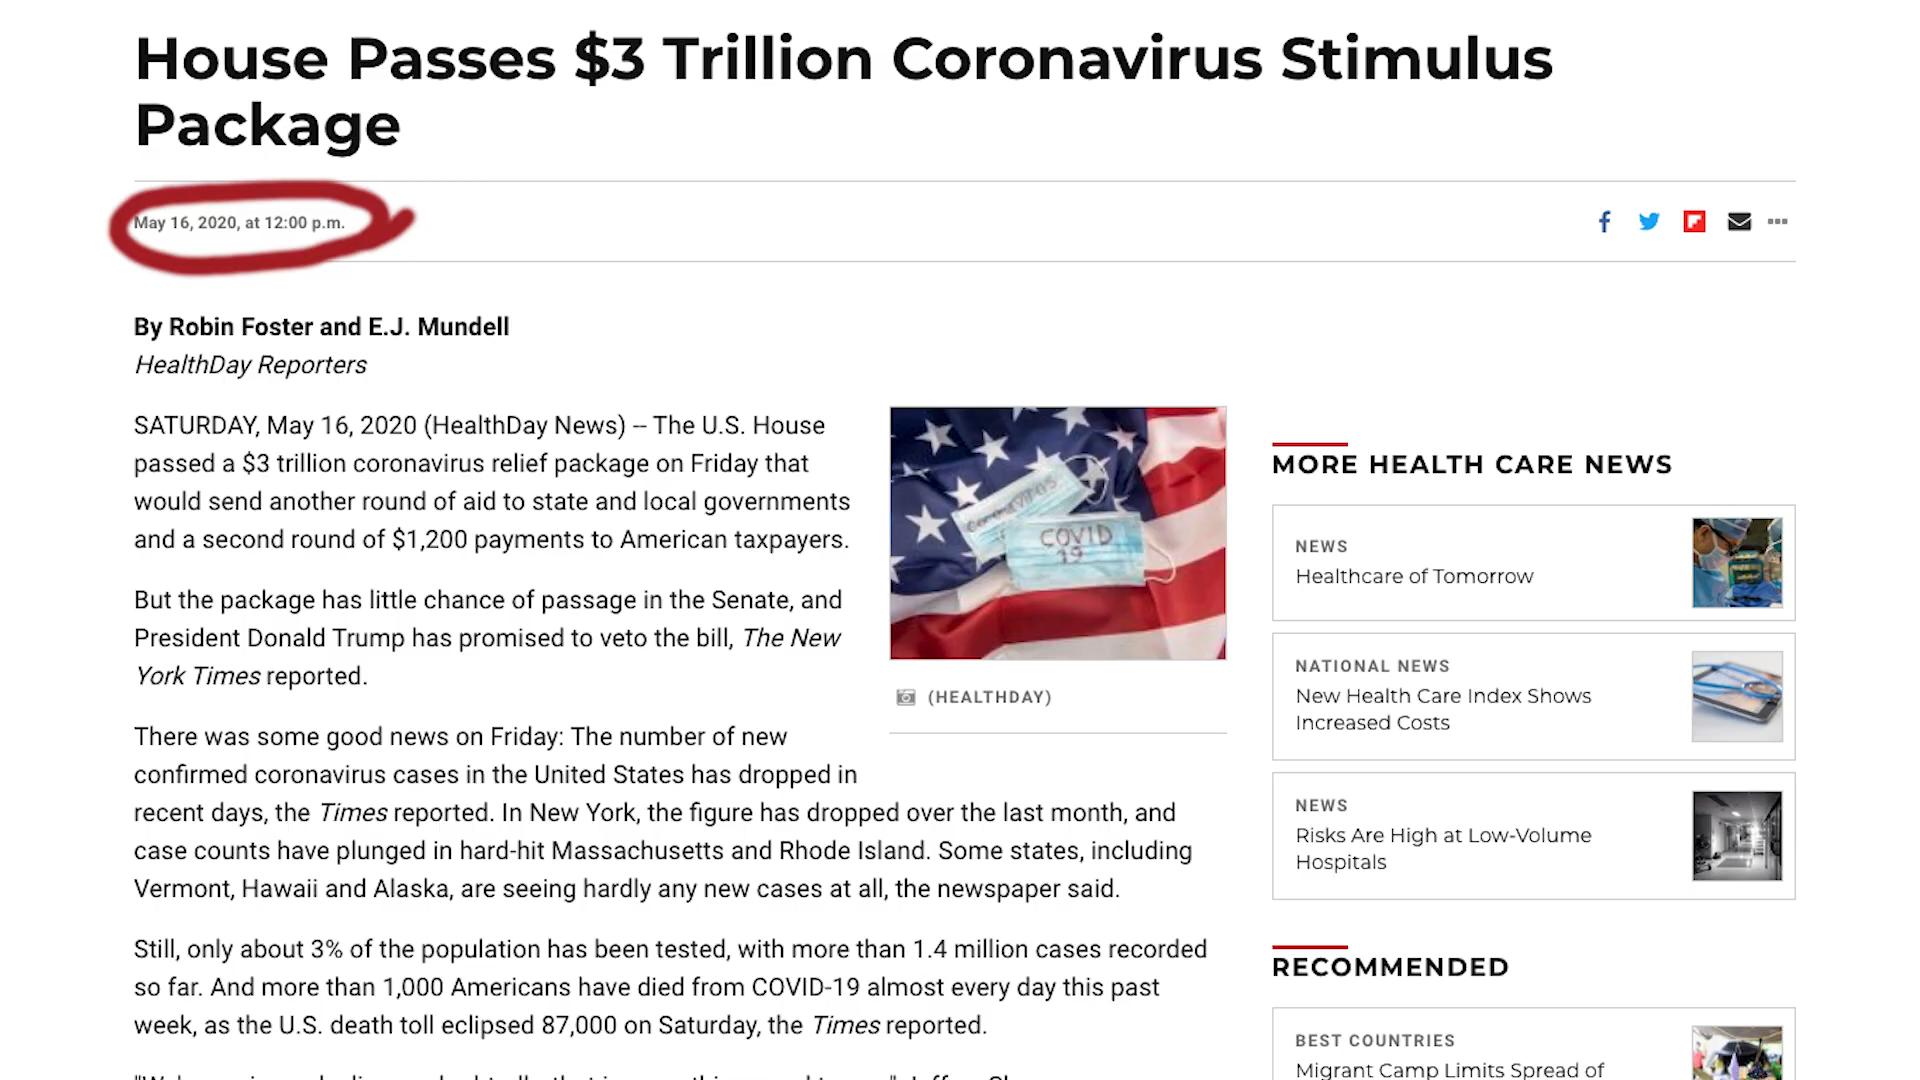 House Passes $3 Trillion Coronavirus Stimulus
Package
May 16, 2020, at 12:00 p.m.
By Robin Foster and E.J. Mundell
HealthDay Reporters
SATURDAY, May 16, 2020 (HealthDay News) -- The U.S. House
passed a $3 trillion coronavirus relief package on Friday that
would send another round of aid to state and local governments
and a second round of $1,200 payments to American taxpayers.
But the package has little chance of passage in the Senate, and
President Donald Trump has promised to veto the bill, The New
York Times reported.
coronavirus
COVID
19
(HEALTHDAY)
There was some good news on Friday: The number of new
confirmed coronavirus cases in the United States has dropped in
recent days, the Times reported. In New York, the figure has dropped over the last month, and
case counts have plunged in hard-hit Massachusetts and Rhode Island. Some states, including
Vermont, Hawaii and Alaska, are seeing hardly any new cases at all, the newspaper said.
Still, only about 3% of the population has been tested, with more than 1.4 million cases recorded
so far. And more than 1,000 Americans have died from COVID-19 almost every day this past
week, as the U.S. death toll eclipsed 87,000 on Saturday, the Times reported.
MORE HEALTH CARE NEWS
NEWS
Healthcare of Tomorrow
NATIONAL NEWS
New Health Care Index Shows
Increased Costs
NEWS
Risks Are High at Low-Volume
Hospitals
RECOMMENDED
BEST COUNTRIES
Migrant Camp Limits Spread of